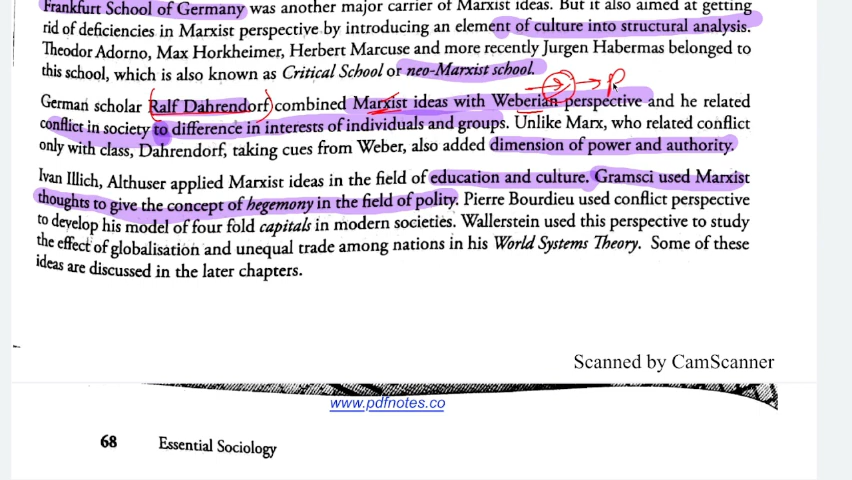 Frankfurt School of Germany was another major carrier of Marxist ideas. But it also aimed at getting
rid of deficiencies in Marxist perspective by introducing an element of culture into structural analysis.
Theodor Adorno, Max Horkheimer, Herbert Marcuse and more recently Jurgen Habermas belonged to
this school, which is also known as Critical School or neo-Marxist school.
German scholar Ralf Dahrendorf combined Marxist ideas with Weberian perspective and he related
conflict in society to difference in interests of individuals and groups. Unlike Marx, who related conflict
only with class, Dahrendorf, taking cues from Weber, also added dimension of power and authority.
Ivan Illich, Althuser applied Marxist ideas in the field of education and culture. Gramsci used Marxist
thoughts to give the concept of hegemony in the field of polity. Pierre Bourdieu used conflict perspective
to develop his model of four fold capitals in modern societies. Wallerstein used this perspective to study
the effect of globalisation and unequal trade among nations in his World Systems Theory. Some of these
ideas are discussed in the later chapters.
Scanned by CamScanner
www.pdfnotes.co
68 Essential Sociology